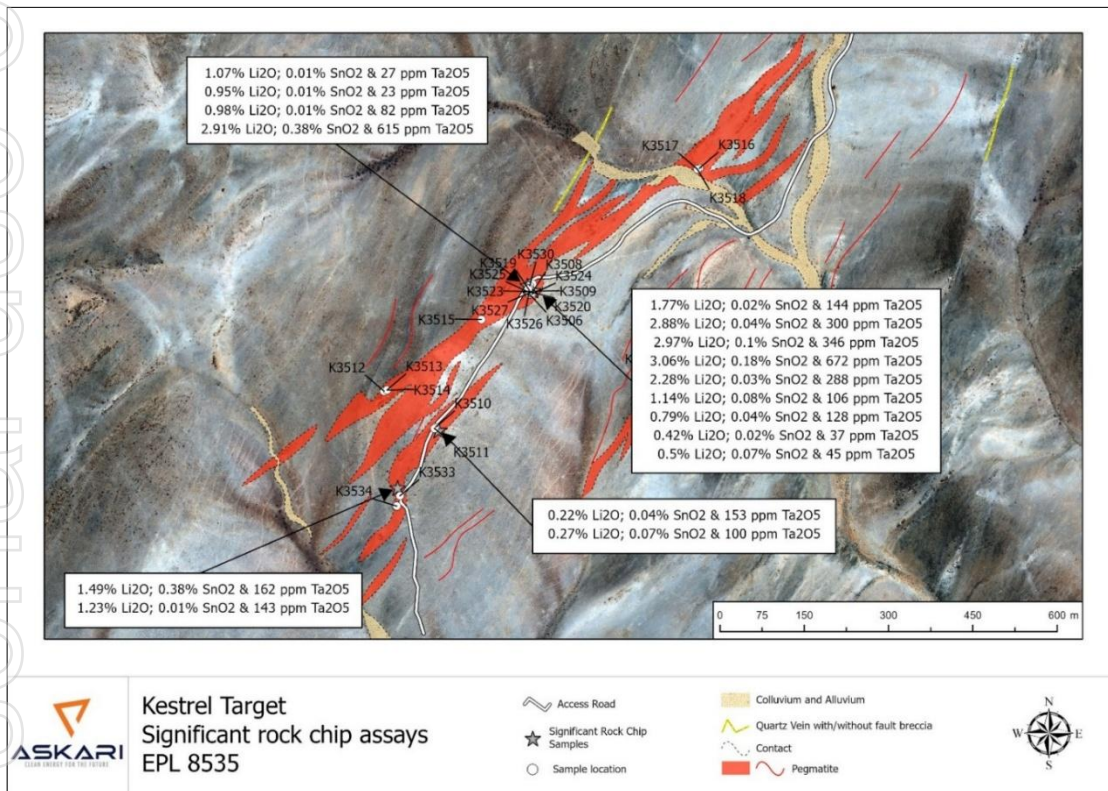 1.07% Li2O; 0.01% SnO2 & 27 ppm Ta2O5
0.95% Li2O; 0.01% SnO2 & 23 ppm Ta2O5
0.98% Li2O; 0.01% SnO2 & 82 ppm Ta2O5
2.91% Li2O; 0.38% SnO2 & 615 ppm Ta2O5
K3517
K3516
K3518
K3530
K3519
K3508
K3525
K3524
K3523
K3509
K3527
K3520
K3515
K3526
K3506
1.77% Li2O; 0.02% SnO2 & 144 ppm Ta2O5
2.88% Li2O; 0.04% SnO2 & 300 ppm Ta2O5
2.97% Li2O; 0.1% SnO2 & 346 ppm Ta2O5
3.06% Li2O; 0.18% SnO2 & 672 ppm Ta2O5
2.28% Li2O; 0.03% SnO2 & 288 ppm Ta2O5
1.14% Li2O; 0.08% SnO2 & 106 ppm Ta2O5
0.79% Li2O; 0.04% SnO2 & 128 ppm Ta2O5
0.42% Li2O; 0.02% SnO2 & 37 ppm Ta2O5
0.5% Li2O; 0.07% SnO2 & 45 ppm Ta2O5
K3512
K3513
K3514
K3510
K3511
K3533
K3534
0.22% Li2O; 0.04% SnO2 & 153 ppm Ta2O5
0.27% Li2O; 0.07% SnO2 & 100 ppm Ta2O5
1.49% Li2O; 0.38% SnO2 & 162 ppm Ta2O5
1.23% Li2O; 0.01% SnO2 & 143 ppm Ta2O5
0 75 150 300 450 600 m
ASKARI
CLEAN ENERGY FOR THE FUTURE
Kestrel Target
Significant rock chip assays
EPL 8535
Access Road
Significant Rock Chip
Samples
Sample location
Colluvium and Alluvium
Quartz Vein with/without fault breccia
Contact
Pegmatite
N
W E
S